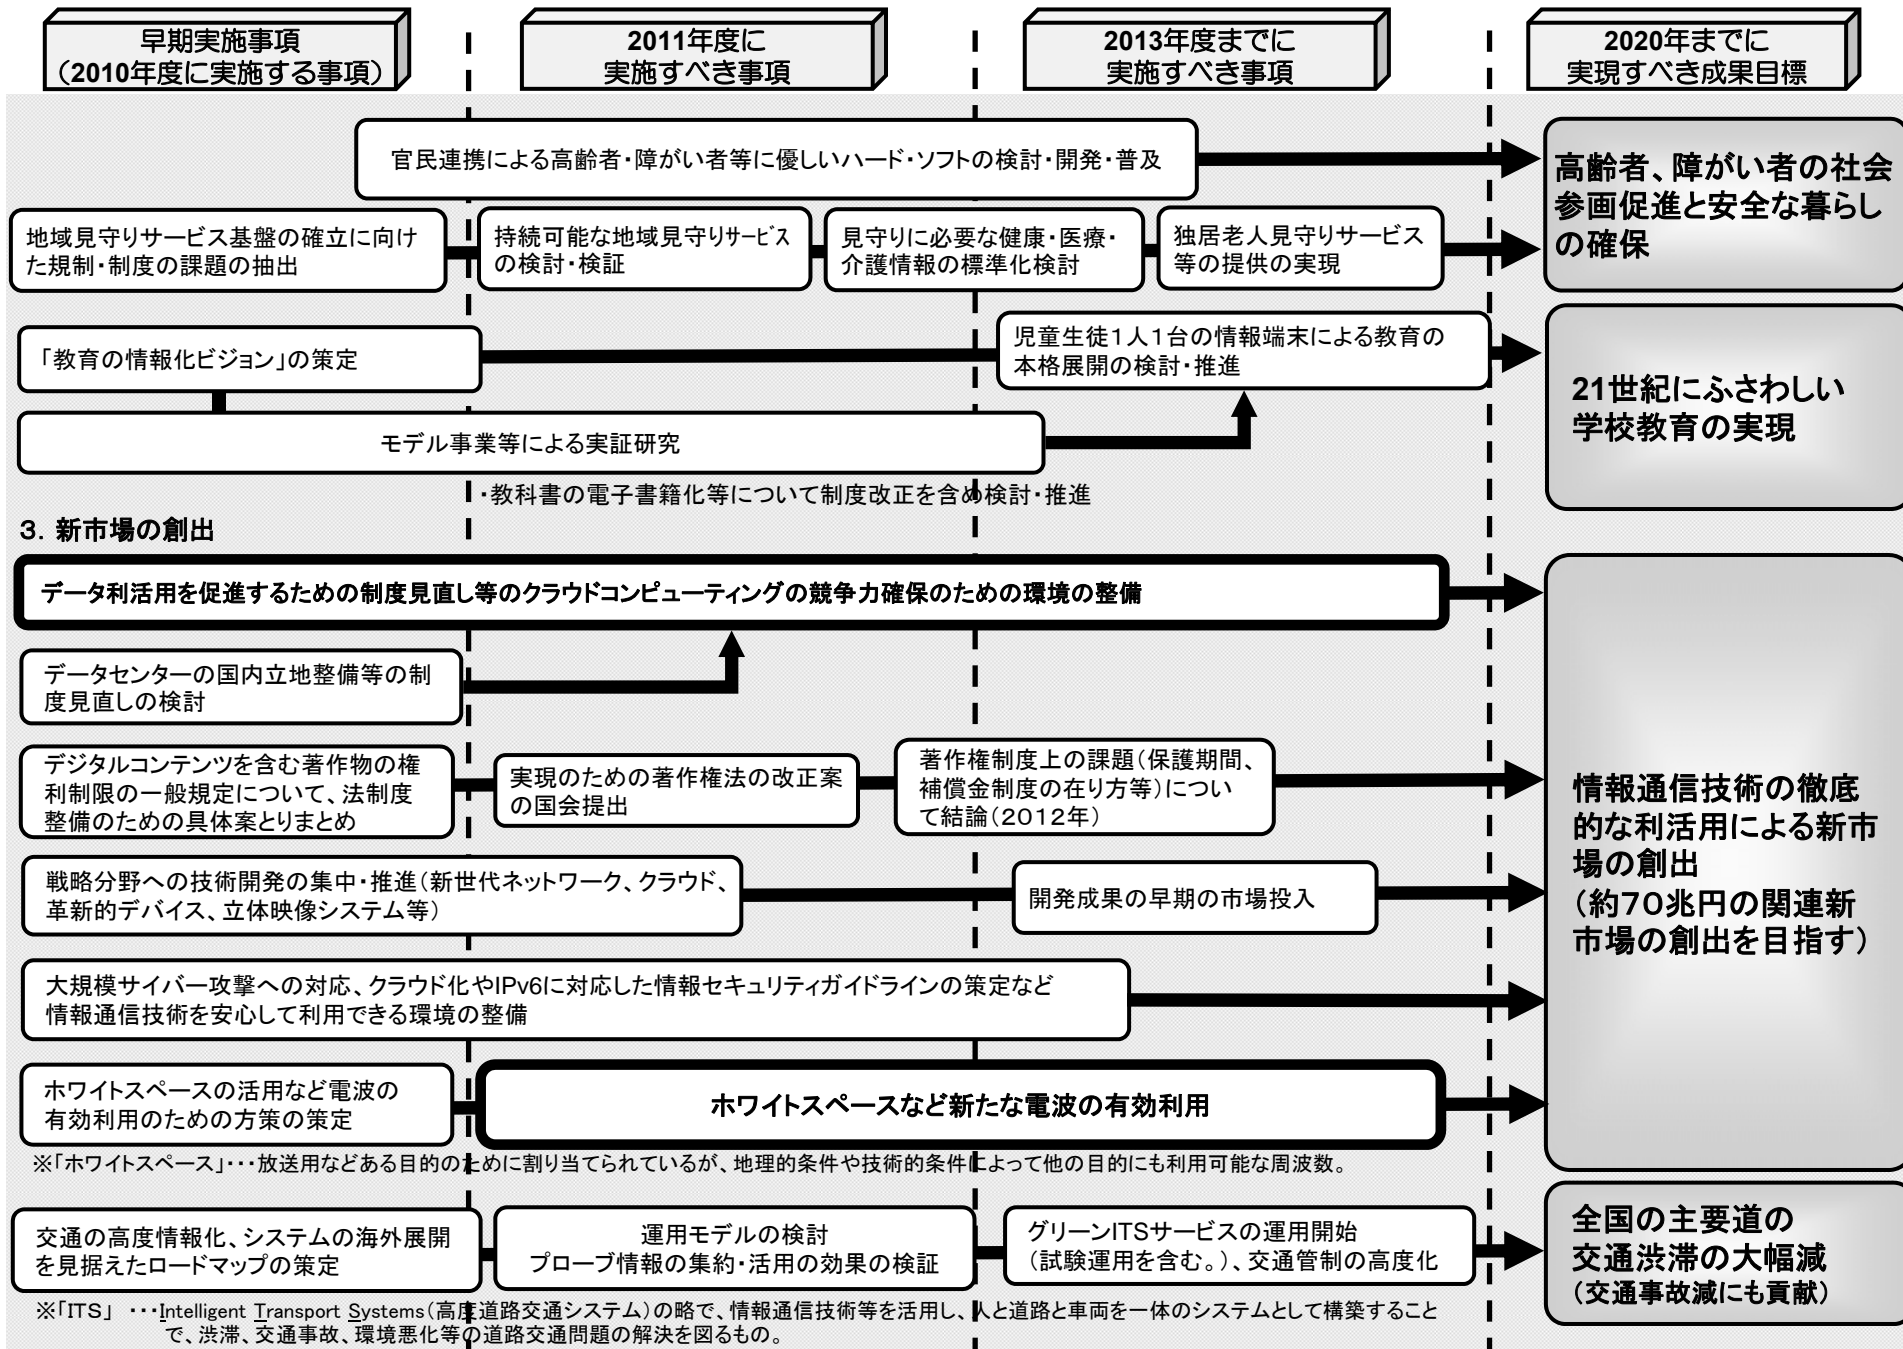 早期実施事項
（2010年度に実施する事項）
2011年度に
実施すべき事項
2013年度までに
実施すべき事項
2020年までに
実現すべき成果目標
官民連携による高齢者・障がい者等に優しいハード・ソフトの検討・開発・普及
高齢者、障がい者の社会
参画促進と安全な暮らし
の確保
地域見守りサービス基盤の確立に向け
た規制・制度の課題の抽出
持続可能な地域見守りサービス
の検討・検証
見守りに必要な健康・医療・
介護情報の標準化検討
独居老人見守りサービス
等の提供の実現
「教育の情報化ビジョン」の策定
児童生徒１人１台の情報端末による教育の
本格展開の検討・推進
21世紀にふさわしい
学校教育の実現
モデル事業等による実証研究
・教科書の電子書籍化等について制度改正を含め検討・推進
３．新市場の創出
データ利活用を促進するための制度見直し等のクラウドコンピューティングの競争力確保のための環境の整備
データセンターの国内立地整備等の制
度見直しの検討
デジタルコンテンツを含む著作物の権
利制限の一般規定について、法制度
整備のための具体案とりまとめ
実現のための著作権法の改正案
の国会提出
著作権制度上の課題（保護期間、
補償金制度の在り方等）につい
て結論（２０１２年）
情報通信技術の徹底
的な利活用による新市
場の創出
（約７０兆円の関連新
市場の創出を目指す）
戦略分野への技術開発の集中・推進（新世代ネットワーク、クラウド、
革新的デバイス、立体映像システム等）
開発成果の早期の市場投入
大規模サイバー攻撃への対応、クラウド化やIPv6に対応した情報セキュリティガイドラインの策定など
情報通信技術を安心して利用できる環境の整備
ホワイトスペースの活用など電波の
有効利用のための方策の策定
ホワイトスペースなど新たな電波の有効利用
※「ホワイトスペース」・・・放送用などある目的のために割り当てられているが、地理的条件や技術的条件によって他の目的にも利用可能な周波数。
交通の高度情報化、システムの海外展開
を見据えたロードマップの策定
運用モデルの検討
プローブ情報の集約・活用の効果の検証
グリーンITSサービスの運用開始
（試験運用を含む。）、交通管制の高度化
全国の主要道の
交通渋滞の大幅減
（交通事故減にも貢献）
※「ITS」 ・・・Intelligent Transport Systems（高度道路交通システム）の略で、情報通信技術等を活用し、人と道路と車両を一体のシステムとして構築すること
で、渋滞、交通事故、環境悪化等の道路交通問題の解決を図るもの。